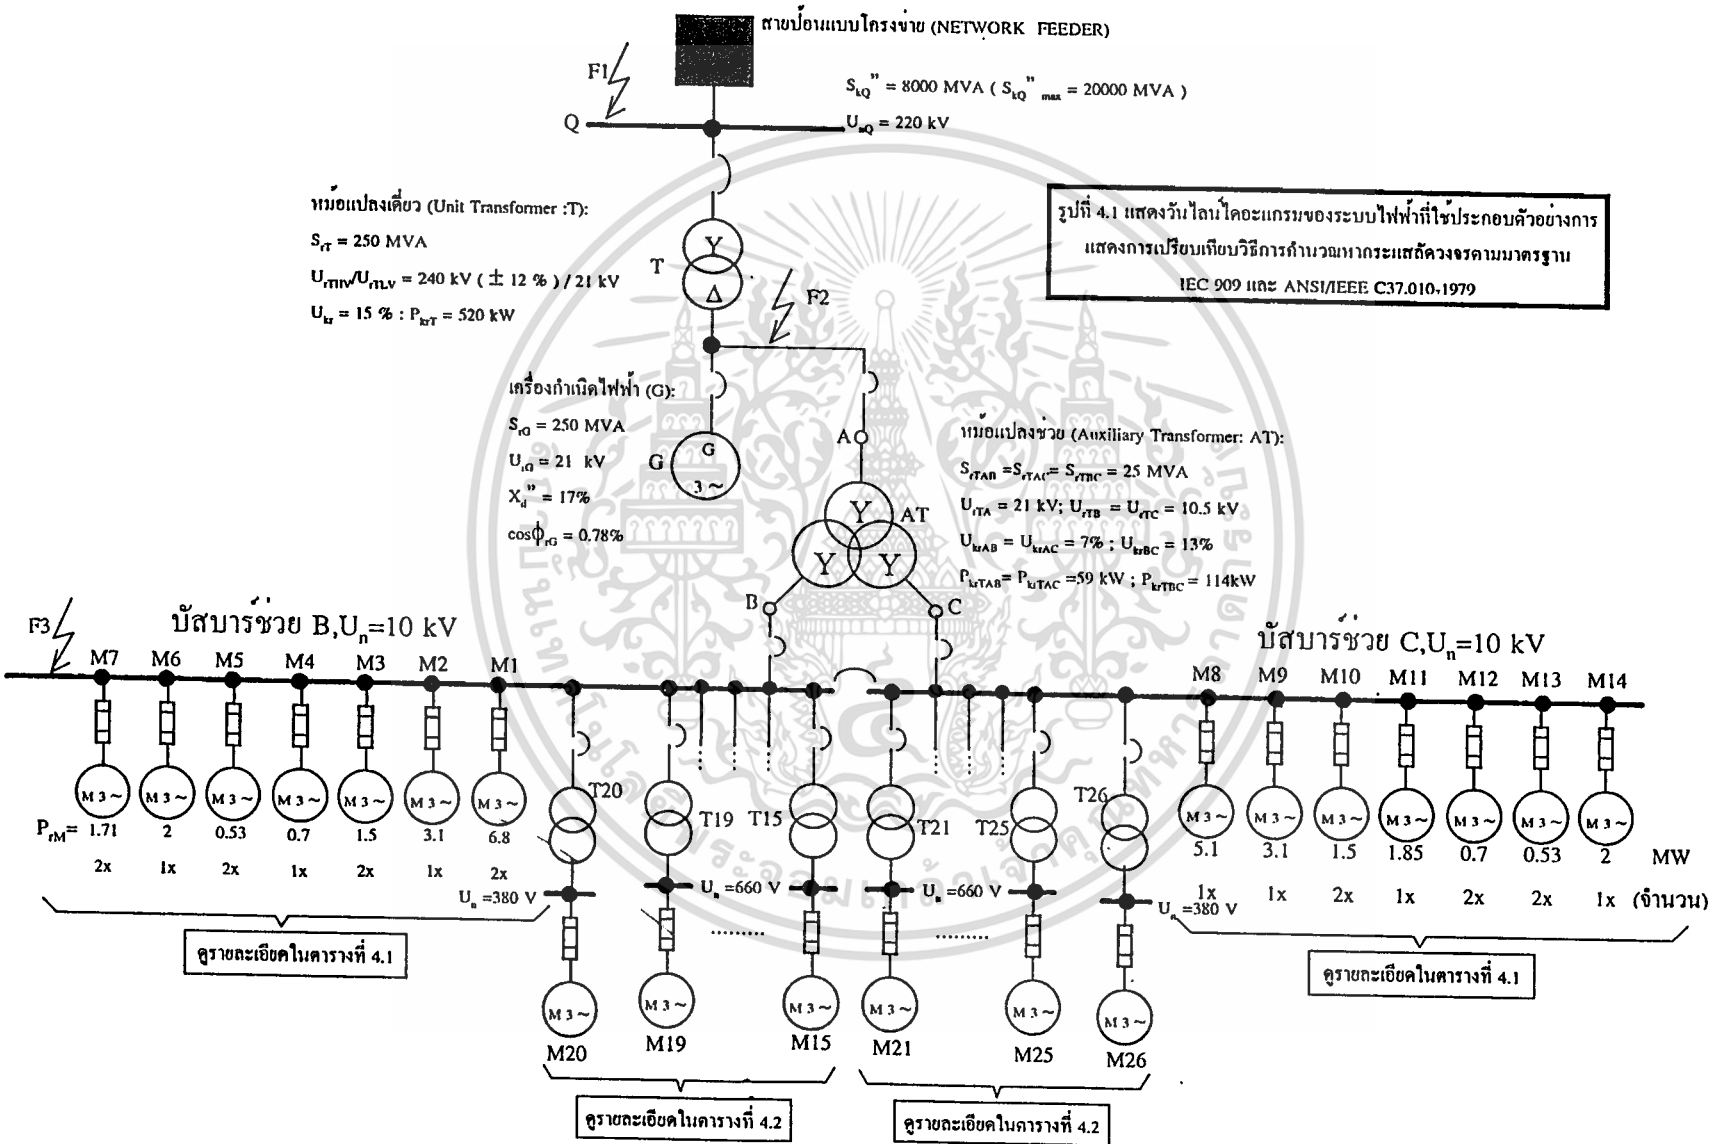 สายป้อนแบบโครงข่าย (NETWORK FEEDER)
F1
S_kQ" = 8000 MVA ( S_kQ"_max = 20000 MVA )
Q
U_nQ = 220 kV
หม้อแปลงเดี่ยว (Unit Transformer :T):
S_rT = 250 MVA
U_rTHV/U_rTLV = 240 kV ( ± 12 % ) / 21 kV
U_kr = 15 % : P_krT = 520 kW
T
Y
Δ
F2
รูปที่ 4.1 แสดงวันไลน์ไดอะแกรมของระบบไฟฟ้าที่ใช้ประกอบตัวอย่างการ
แสดงการเปรียบเทียบวิธีการคำนวณหากระแสลัดวงจรตามมาตรฐาน
IEC 909 และ ANSI/IEEE C37.010-1979
เครื่องกำเนิดไฟฟ้า (G):
S_rG = 250 MVA
U_rG = 21 kV
X_d" = 17%
cosϕ_rG = 0.78%
G
G
3 ~
A
Y
Y
Y
AT
B
C
หม้อแปลงช่วย (Auxiliary Transformer: AT):
S_rTAB =S_rTAC= S_rTBC = 25 MVA
U_rTA = 21 kV; U_rTB = U_rTC = 10.5 kV
U_krAB = U_krAC = 7% ; U_krBC = 13%
P_krTAB= P_krTAC =59 kW ; P_krTBC = 114kW
F3
บัสบาร์ช่วย B,U_n=10 kV
บัสบาร์ช่วย C,U_n=10 kV
M7 M6 M5 M4 M3 M2 M1
M8 M9 M10 M11 M12 M13 M14
M 3 ~ M 3 ~ M 3 ~ M 3 ~ M 3 ~ M 3 ~ M 3 ~
M 3 ~ M 3 ~ M 3 ~ M 3 ~ M 3 ~ M 3 ~ M 3 ~
T20 T19 T15 T21 T25 T26
P_rM= 1.71 2 0.53 0.7 1.5 3.1 6.8
5.1 3.1 1.5 1.85 0.7 0.53 2 MW
2x 1x 2x 1x 2x 1x 2x
1x 1x 2x 1x 2x 2x 1x (จำนวน)
U_n =380 V
U_n =660 V
U_n =660 V
U_n =380 V
ดูรายละเอียดในตารางที่ 4.1
ดูรายละเอียดในตารางที่ 4.1
M 3 ~ M 3 ~ M 3 ~ M 3 ~ M 3 ~ M 3 ~
M20 M19 M15 M21 M25 M26
ดูรายละเอียดในตารางที่ 4.2
ดูรายละเอียดในตารางที่ 4.2